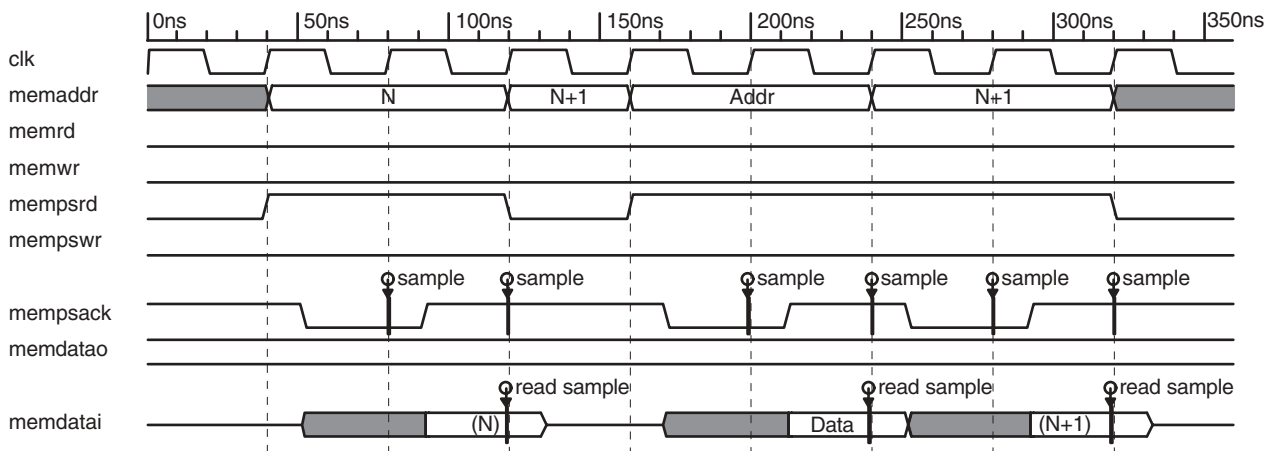 0ns 50ns 100ns 150ns 200ns 250ns 300ns 350ns
clk
memaddr N N+1 Addr N+1
memrd
memwr
mempsrd
mempswr
sample sample sample sample sample sample
mempsack
memdatao
read sample read sample read sample
memdatai (N) Data (N+1)